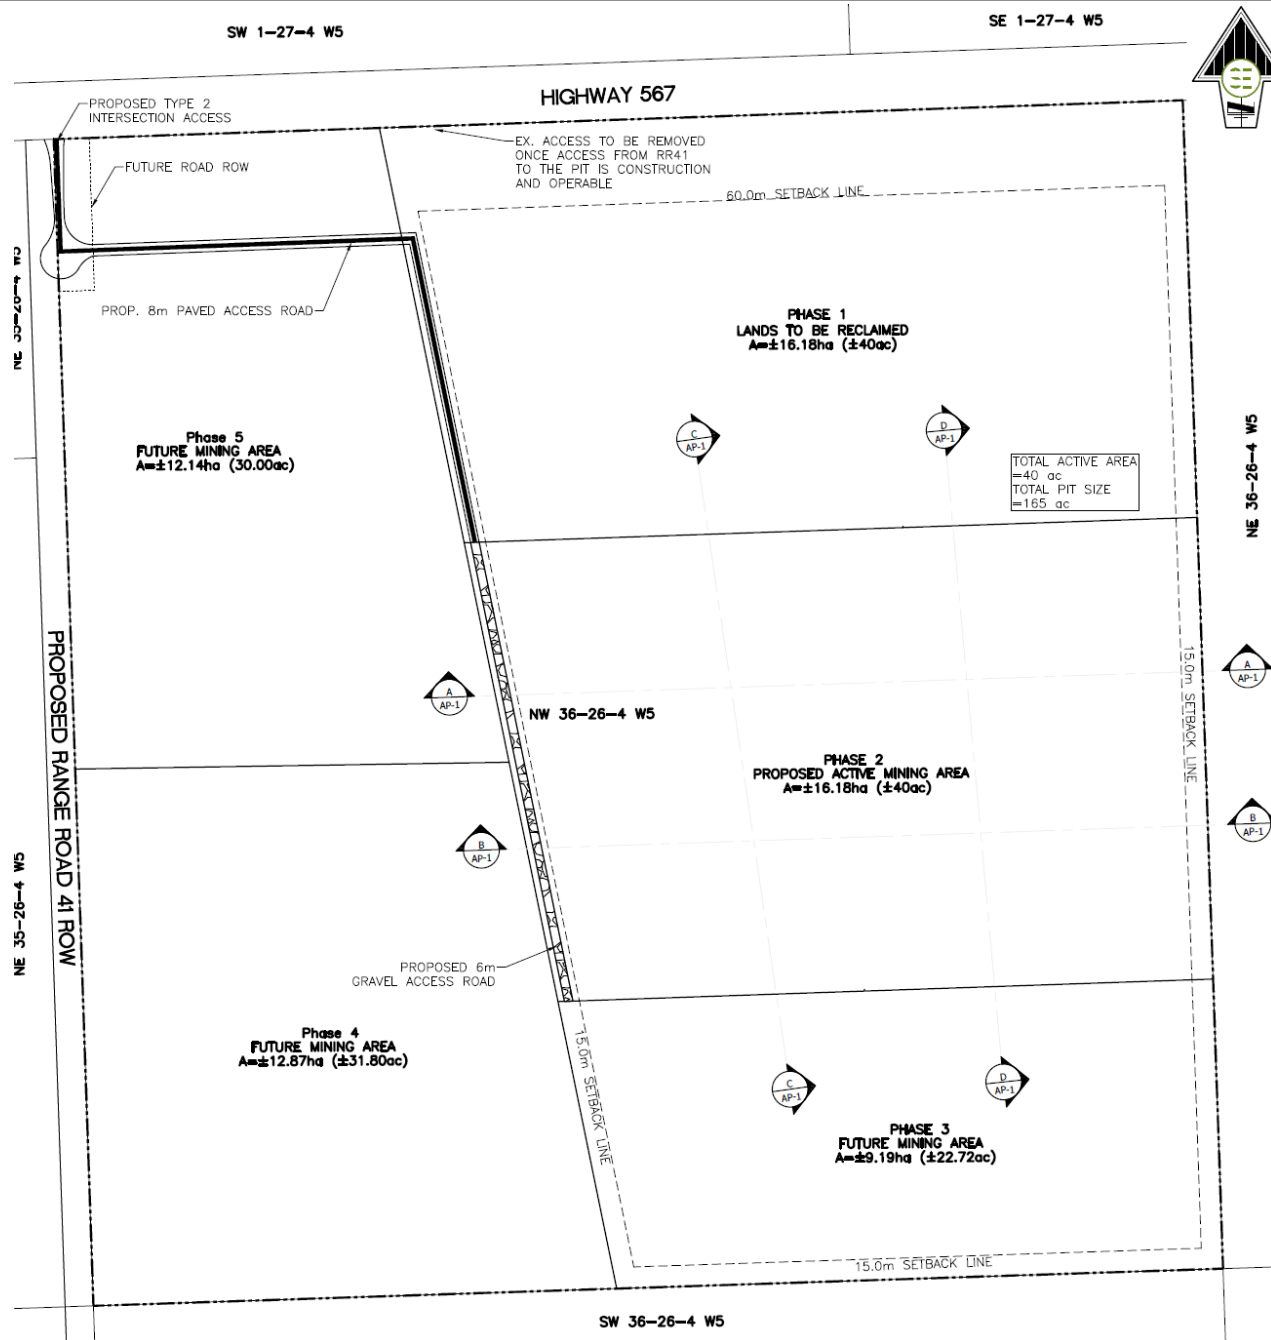 SW 1-27-4 W5
SE 1-27-4 W5
HIGHWAY 567
PROPOSED TYPE 2
INTERSECTION ACCESS
FUTURE ROAD ROW
EX. ACCESS TO BE REMOVED
ONCE ACCESS FROM RR41
TO THE PIT IS CONSTRUCTION
AND OPERABLE
60.0m SETBACK LINE
PROP. 8m PAVED ACCESS ROAD
PHASE 1
LANDS TO BE RECLAIMED
A=±16.18ha (±40ac)
C
AP-1
D
AP-1
Phase 5
FUTURE MINING AREA
A=±12.14ha (30.00ac)
TOTAL ACTIVE AREA
=40 ac
TOTAL PIT SIZE
=165 ac
NE 36-26-4 W5
PROPOSED RANGE ROAD 41 ROW
A
AP-1
NW 36-26-4 W5
15.0m SETBACK LINE
A
AP-1
PHASE 2
PROPOSED ACTIVE MINING AREA
A=±16.18ha (±40ac)
B
AP-1
B
AP-1
NE 35-26-4 W5
PROPOSED 6m
GRAVEL ACCESS ROAD
Phase 4
FUTURE MINING AREA
A=±12.87ha (±31.80ac)
15.0m SETBACK LINE
C
AP-1
D
AP-1
PHASE 3
FUTURE MINING AREA
A=±9.19ha (±22.72ac)
15.0m SETBACK LINE
SW 36-26-4 W5